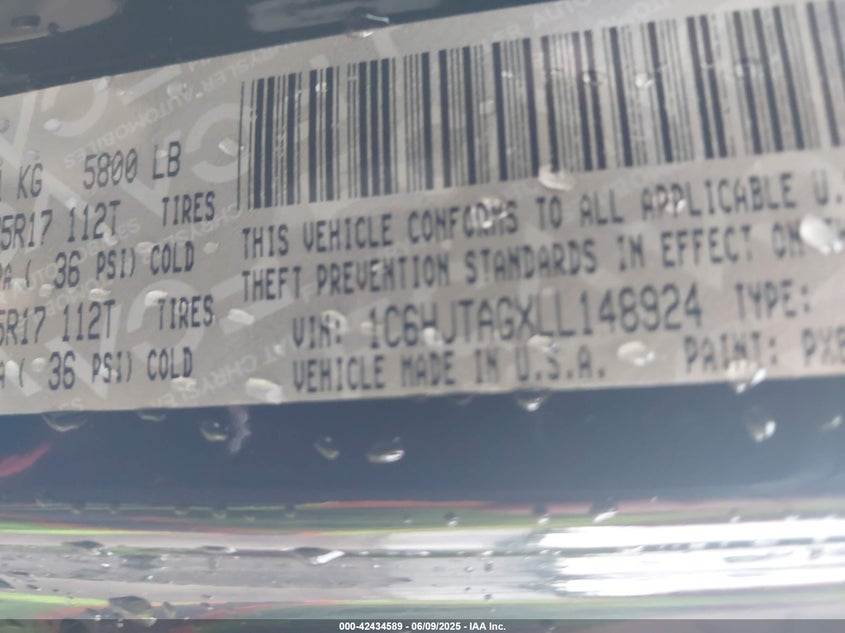 KG 5800 LB
5R17 112T TIRES
( 36 PSI) COLD
5R17 112T TIRES
( 36 PSI) COLD
THIS VEHICLE CONFORMS TO ALL APPLICABLE U.
THEFT PREVENTION STANDARDS IN EFFECT ON
VIN: 1C6HJTAGXLL148924 TYPE:
VEHICLE MADE IN U.S.A. PAINT:
CHRYSLER AUTOMOBILES
000-42434589 - 06/09/2025 - IAA Inc.